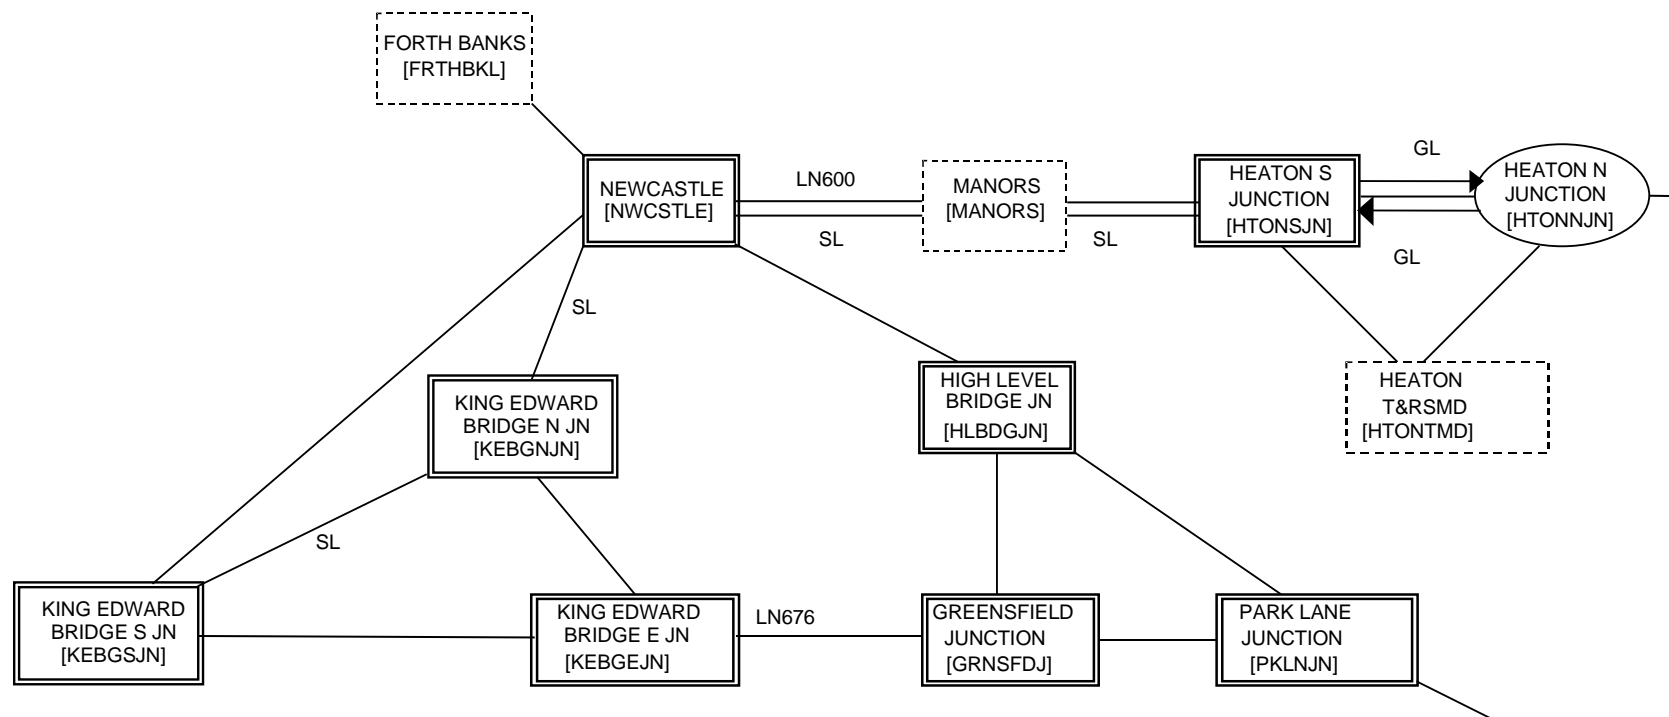 FORTH BANKS
[FRTHBKL]
NEWCASTLE
[NWCSTLE]
LN600
SL
MANORS
[MANORS]
SL
HEATON S
JUNCTION
[HTONSJN]
GL
GL
HEATON N
JUNCTION
[HTONNJN]
SL
KING EDWARD
BRIDGE N JN
[KEBGNJN]
HIGH LEVEL
BRIDGE JN
[HLBDGJN]
HEATON
T&RSMD
[HTONTMD]
SL
KING EDWARD
BRIDGE S JN
[KEBGSJN]
KING EDWARD
BRIDGE E JN
[KEBGEJN]
LN676
GREENSFIELD
JUNCTION
[GRNSFDJ]
PARK LANE
JUNCTION
[PKLNJN]